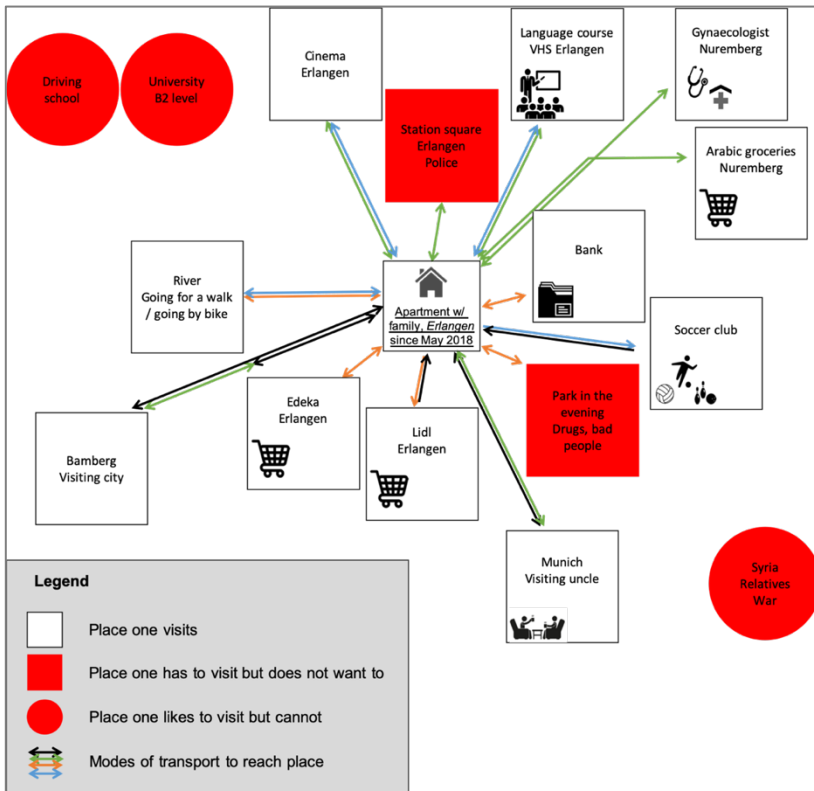 Driving
school
University
B2 level
Cinema
Erlangen
Station square
Erlangen
Police
Language course
VHS Erlangen
Gynaecologist
Nuremberg
Arabic groceries
Nuremberg
River
Going for a walk
/ going by bike
Apartment w/
family, Erlangen
since May 2018
Bank
Soccer club
Bamberg
Visiting city
Edeka
Erlangen
Lidl
Erlangen
Park in the
evening
Drugs, bad
people
Munich
Visiting uncle
Syria
Relatives
War
Legend
Place one visits
Place one has to visit but does not want to
Place one likes to visit but cannot
Modes of transport to reach place